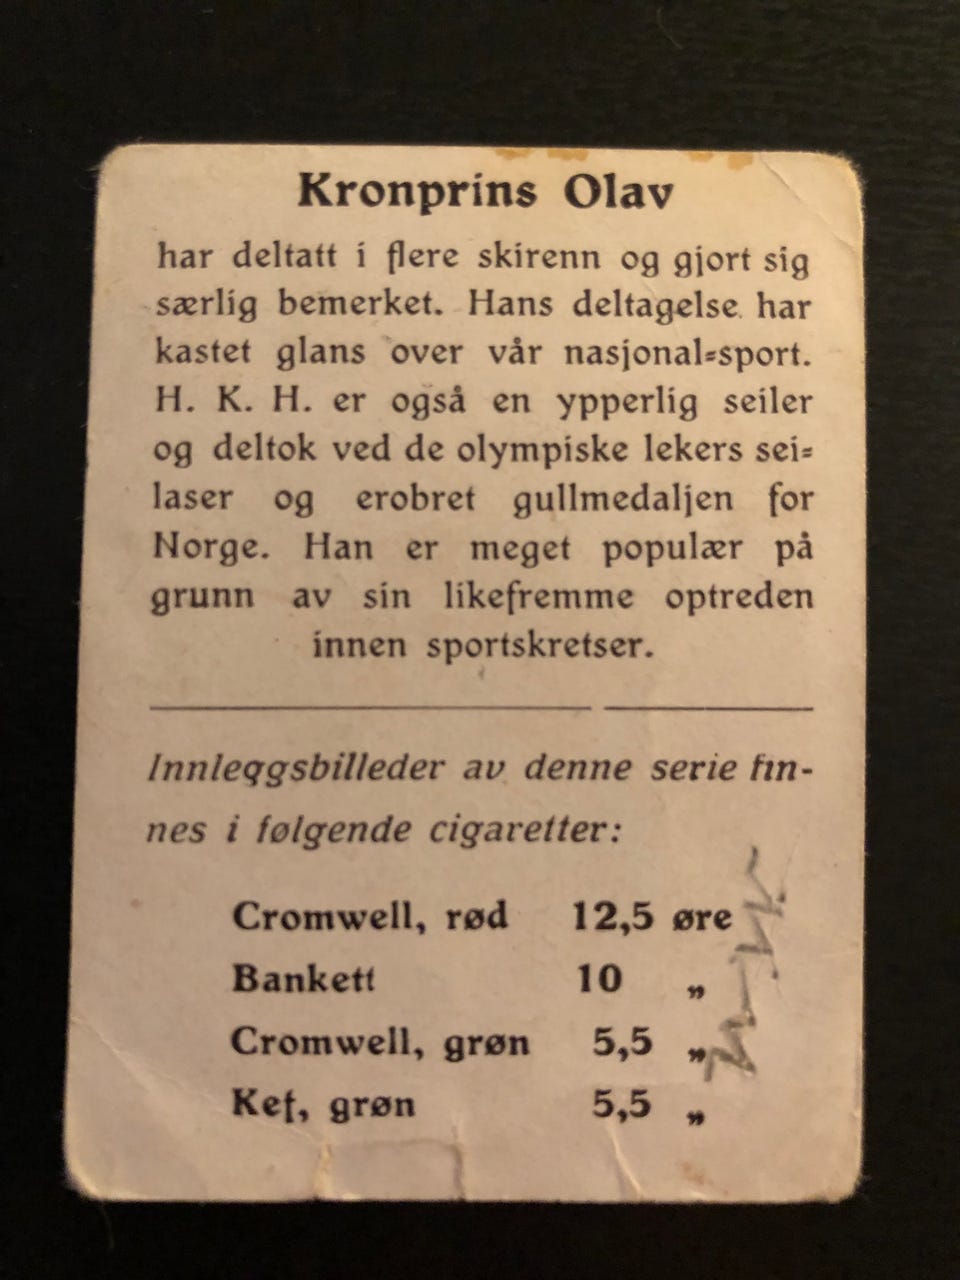 Kronprins Olav
har deltatt i flere skirenn og gjort sig
særlig bemerket. Hans deltagelse har
kastet glans over vår nasjonal=sport.
H. K. H. er også en ypperlig seiler
og deltok ved de olympiske lekers sei=
laser og erobret gullmedaljen for
Norge. Han er meget populær på
grunn av sin likefremme optreden
innen sportskretser.
Innleggsbilleder av denne serie fin-
nes i følgende cigaretter:
Cromwell, rød 12,5 øre
Bankett 10 „
Cromwell, grøn 5,5 „
Kef, grøn 5,5 „